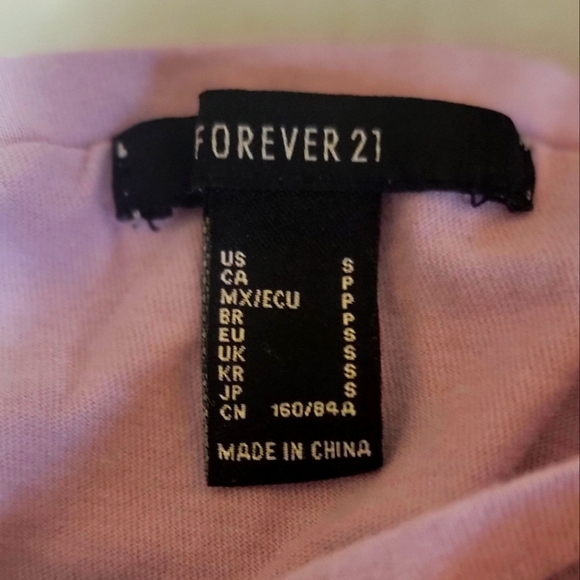 FOREVER 21
US S
CA P
MX/ECU P
BR P
EU S
UK S
KR S
JP S
CN 160/84A
MADE IN CHINA